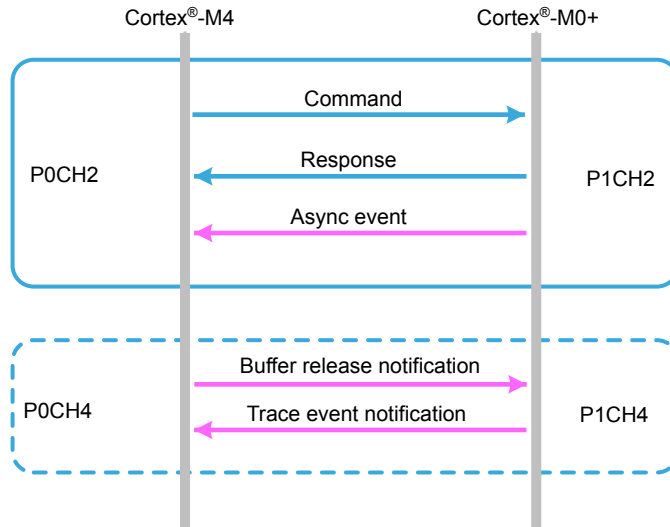 Cortex®-M4
Cortex®-M0+
Command
Response
P0CH2
P1CH2
Async event
Buffer release notification
P0CH4
Trace event notification
P1CH4